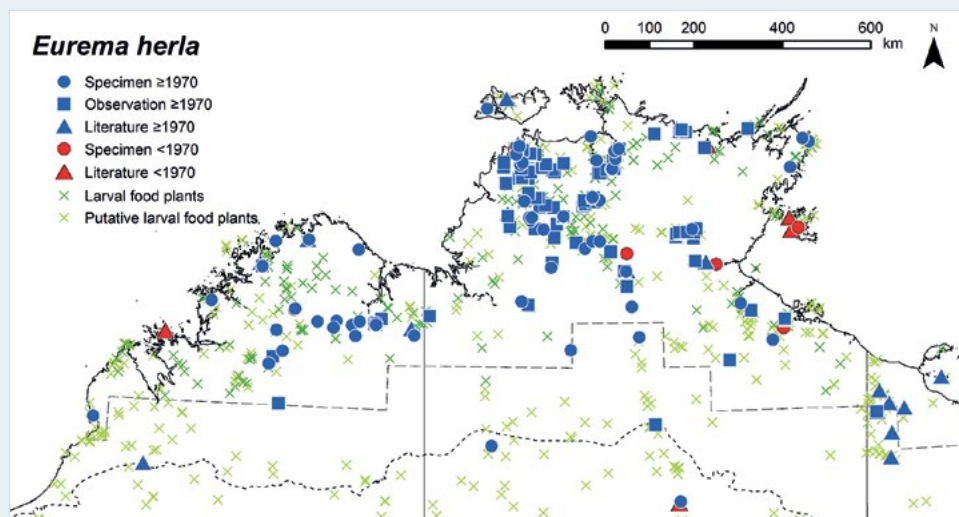 Eurema herla
Specimen ≥1970
Observation ≥1970
Literature ≥1970
Specimen <1970
Literature <1970
Larval food plants
Putative larval food plants
0 100 200 400 600
km
N